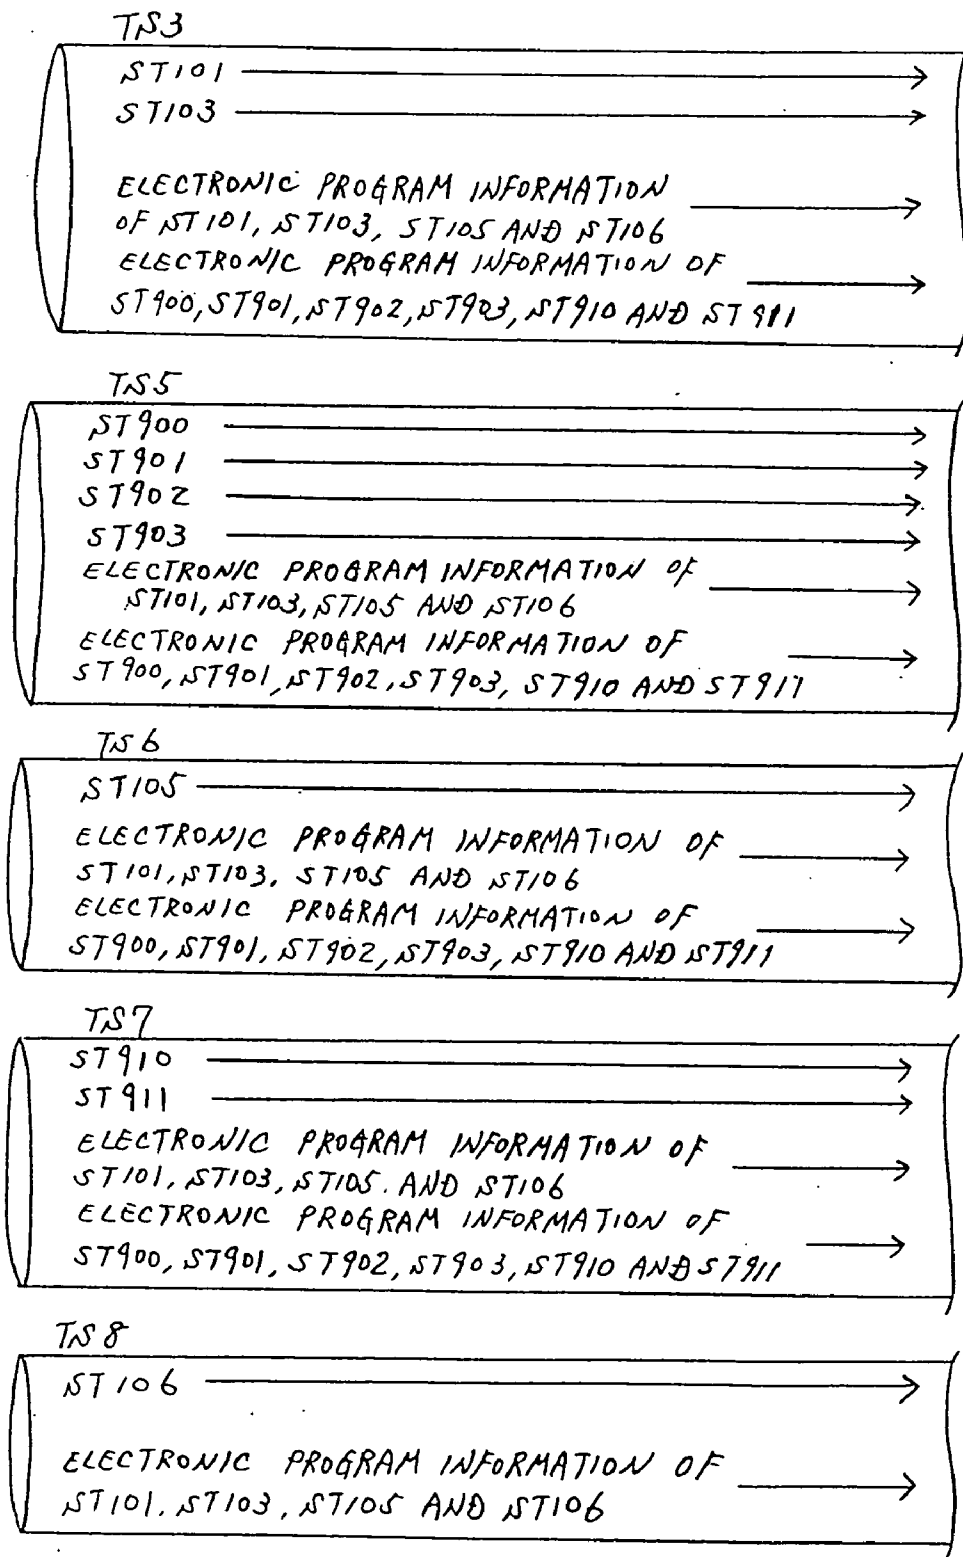 TS3
ST101
ST103
ELECTRONIC PROGRAM INFORMATION
OF ST101, ST103, ST105 AND ST106
ELECTRONIC PROGRAM INFORMATION OF
ST900, ST901, ST902, ST903, ST910 AND ST911
TS5
ST900
ST901
ST902
ST903
ELECTRONIC PROGRAM INFORMATION OF
ST101, ST103, ST105 AND ST106
ELECTRONIC PROGRAM INFORMATION OF
ST900, ST901, ST902, ST903, ST910 AND ST911
TS6
ST105
ELECTRONIC PROGRAM INFORMATION OF
ST101, ST103, ST105 AND ST106
ELECTRONIC PROGRAM INFORMATION OF
ST900, ST901, ST902, ST903, ST910 AND ST911
TS7
ST910
ST911
ELECTRONIC PROGRAM INFORMATION OF
ST101, ST103, ST105. AND ST106
ELECTRONIC PROGRAM INFORMATION OF
ST900, ST901, ST902, ST903, ST910 AND ST911
TS8
ST106
ELECTRONIC PROGRAM INFORMATION OF
ST101. ST103, ST105 AND ST106